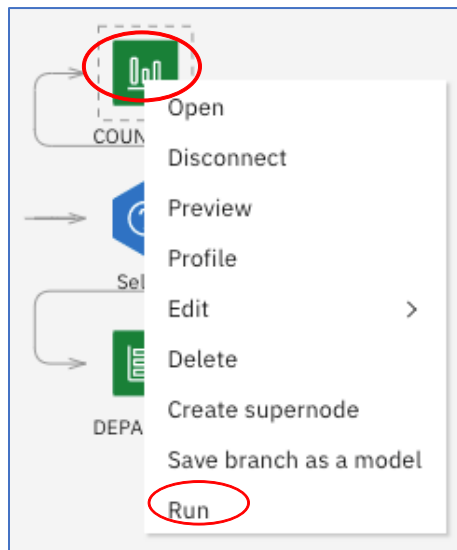 Open
COUN
Disconnect
Preview
Profile
Sel
Edit
Delete
Create supernode
DEPA
Save branch as a model
Run